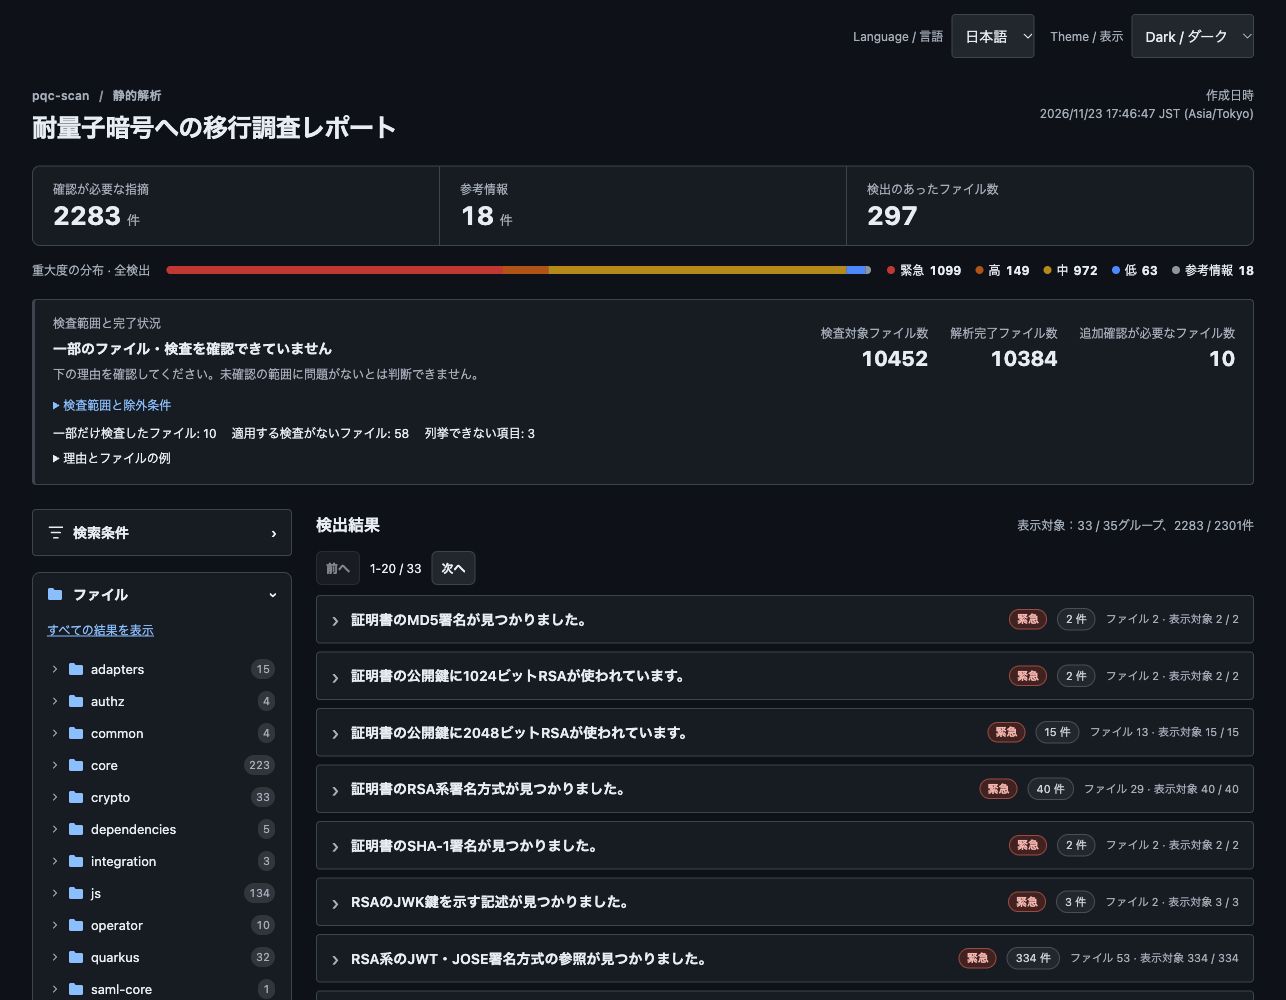 Language / 言語 日本語 Theme / 表示 Dark / ダーク
pqc-scan / 静的解析
耐量子暗号への移行調査レポート
作成日時
2026/11/23 17:46:47 JST (Asia/Tokyo)
確認が必要な指摘
2283 件
参考情報
18 件
検出のあったファイル数
297
重大度の分布 · 全検出 緊急 1099 高 149 中 972 低 63 参考情報 18
検査範囲と完了状況
一部のファイル・検査を確認できていません
下の理由を確認してください。未確認の範囲に問題がないとは判断できません。
検査対象ファイル数
10452
解析完了ファイル数
10384
追加確認が必要なファイル数
10
検査範囲と除外条件
一部だけ検査したファイル: 10 適用する検査がないファイル: 58 列挙できない項目: 3
理由とファイルの例
検索条件
ファイル
すべての結果を表示
adapters 15
authz 4
common 4
core 223
crypto 33
dependencies 5
integration 3
js 134
operator 10
quarkus 32
saml-core 1
検出結果
表示対象：33 / 35グループ、2283 / 2301件
前へ 1-20 / 33 次へ
証明書のMD5署名が見つかりました。 緊急 2 件 ファイル 2 · 表示対象 2 / 2
証明書の公開鍵に1024ビットRSAが使われています。 緊急 2 件 ファイル 2 · 表示対象 2 / 2
証明書の公開鍵に2048ビットRSAが使われています。 緊急 15 件 ファイル 13 · 表示対象 15 / 15
証明書のRSA系署名方式が見つかりました。 緊急 40 件 ファイル 29 · 表示対象 40 / 40
証明書のSHA-1署名が見つかりました。 緊急 2 件 ファイル 2 · 表示対象 2 / 2
RSAのJWK鍵を示す記述が見つかりました。 緊急 3 件 ファイル 2 · 表示対象 3 / 3
RSA系のJWT・JOSE署名方式の参照が見つかりました。 緊急 334 件 ファイル 53 · 表示対象 334 / 334